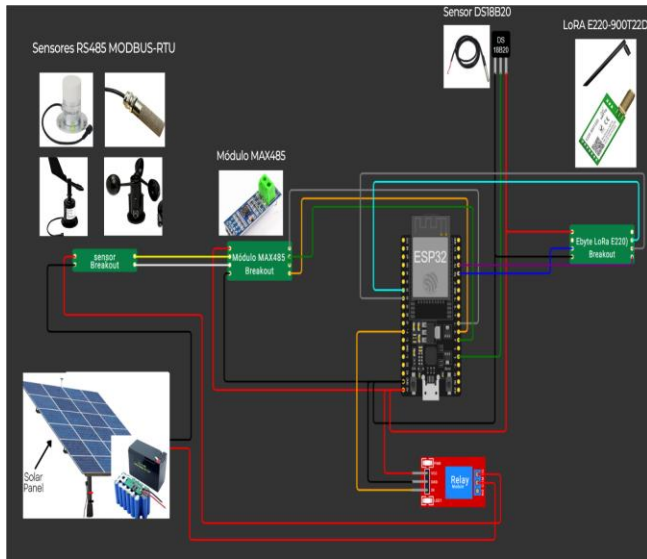 Sensor DS18B20
LoRA E220-900T22D
Sensores RS485 MODBUS-RTU
DS
18B20
Módulo MAX485
ESP32
sensor
Breakout
Módulo MAX485
Breakout
Ebyte LoRa E220)
Breakout
Solar
Panel
Relay